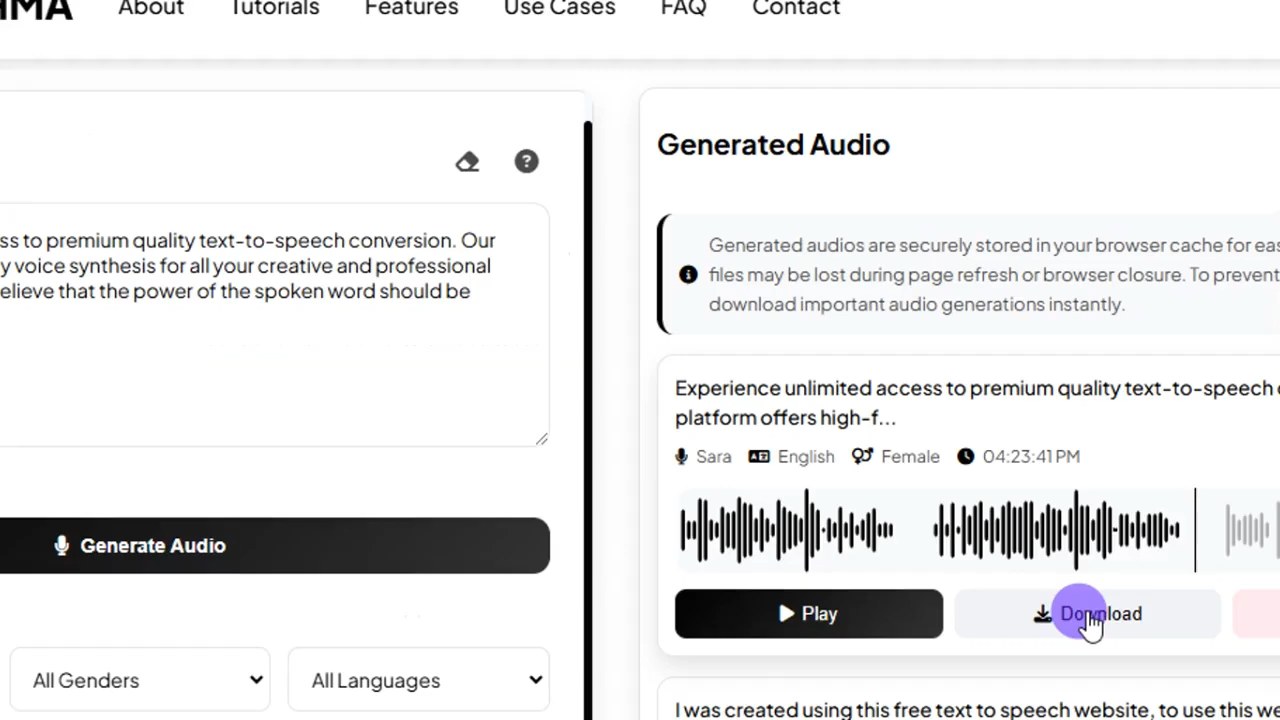 About Tutorials Features Use Cases FAQ Contact
ss to premium quality text-to-speech conversion. Our
y voice synthesis for all your creative and professional
elieve that the power of the spoken word should be
Generate Audio
All Genders
All Languages
Generated Audio
Generated audios are securely stored in your browser cache for eas
files may be lost during page refresh or browser closure. To prevent
download important audio generations instantly.
Experience unlimited access to premium quality text-to-speech
platform offers high-f...
Sara English Female 04:23:41 PM
Play
Download
I was created using this free text to speech website, to use this we